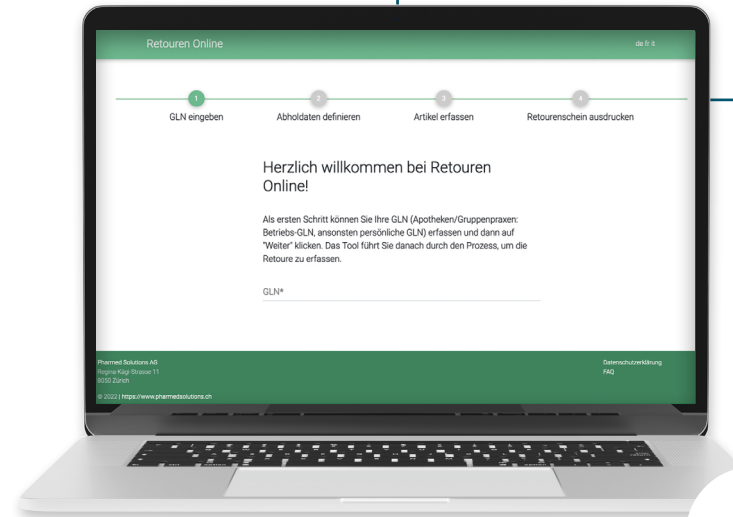 Retouren Online
de fr it
1
2
3
4
GLN eingeben
Abholdaten definieren
Artikel erfassen
Retourenschein ausdrucken
Herzlich willkommen bei Retouren
Online!
Als ersten Schritt können Sie Ihre GLN (Apotheken/Gruppenpraxen:
Betriebs-GLN, ansonsten persönliche GLN) erfassen und dann auf
"Weiter" klicken. Das Tool führt Sie danach durch den Prozess, um die
Retoure zu erfassen.
GLN*
Pharmed Solutions AG
Regina-Kägi-Strasse 11
8050 Zürich
© 2022 | https://www.pharmedsolutions.ch
Datenschutzerklärung
FAQ